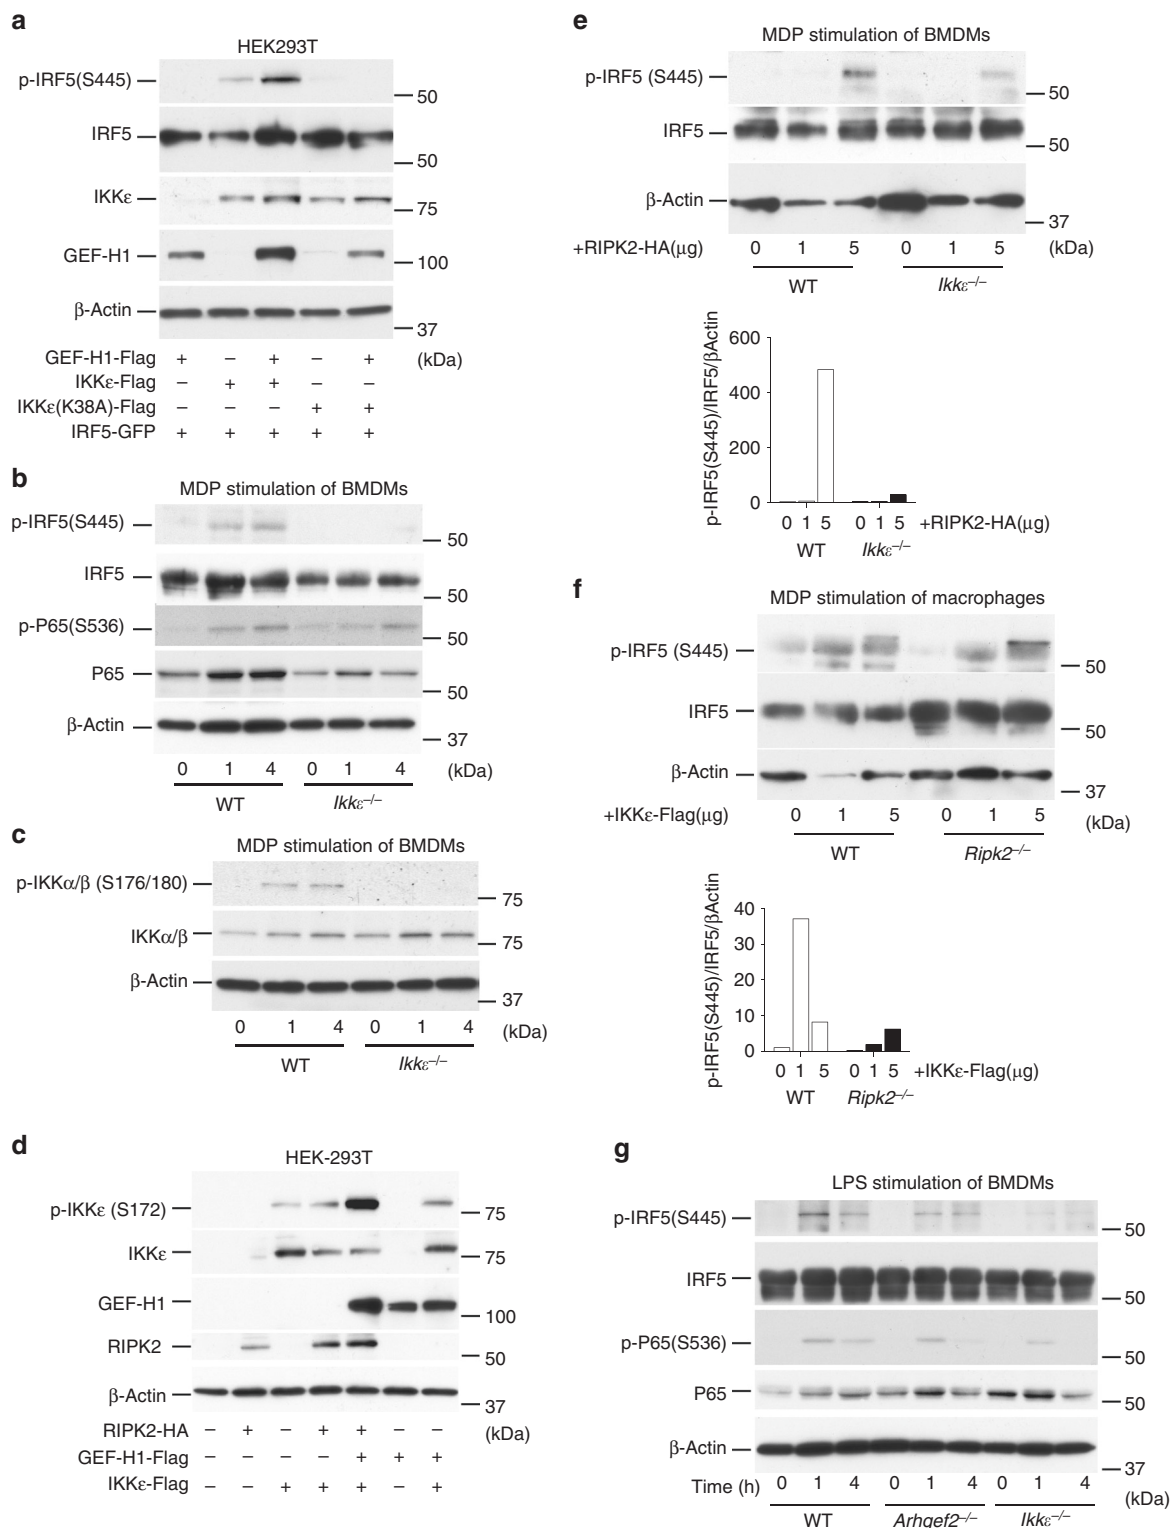 a
HEK293T
p-IRF5(S445)
50
IRF5
50
IKKε
75
GEF-H1
100
β-Actin
37
GEF-H1-Flag + – + – + (kDa)
IKKε-Flag – + + – –
IKKε(K38A)-Flag – – – + +
IRF5-GFP + + + + +
b
MDP stimulation of BMDMs
p-IRF5(S445)
50
IRF5
50
p-P65(S536)
50
P65
50
β-Actin
37
0 1 4 0 1 4 (kDa)
WT Ikkε–/–
c
MDP stimulation of BMDMs
p-IKKα/β (S176/180)
75
IKKα/β
75
β-Actin
37
0 1 4 0 1 4 (kDa)
WT Ikkε–/–
d
HEK-293T
p-IKKε (S172)
75
IKKε
75
GEF-H1
100
RIPK2
50
β-Actin
37
RIPK2-HA – + – + + – – (kDa)
GEF-H1-Flag – – – – + + +
IKKε-Flag – – + + + – +
e
MDP stimulation of BMDMs
p-IRF5 (S445)
50
IRF5
50
β-Actin
37
+RIPK2-HA(μg) 0 1 5 0 1 5 (kDa)
WT Ikkε–/–
p-IRF5(S445)/IRF5/βActin
600
400
200
0
0 1 5 0 1 5 +RIPK2-HA(μg)
WT Ikkε–/–
f
MDP stimulation of macrophages
p-IRF5 (S445)
50
IRF5
50
β-Actin
37
+IKKε-Flag(μg) 0 1 5 0 1 5 (kDa)
WT Ripk2–/–
p-IRF5(S445)/IRF5/βActin
40
30
20
10
0
0 1 5 0 1 5 +IKKε-Flag(μg)
WT Ripk2–/–
g
LPS stimulation of BMDMs
p-IRF5(S445)
50
IRF5
50
p-P65(S536)
50
P65
50
β-Actin
37
Time (h) 0 1 4 0 1 4 0 1 4 (kDa)
WT Arhgef2–/– Ikkε–/–